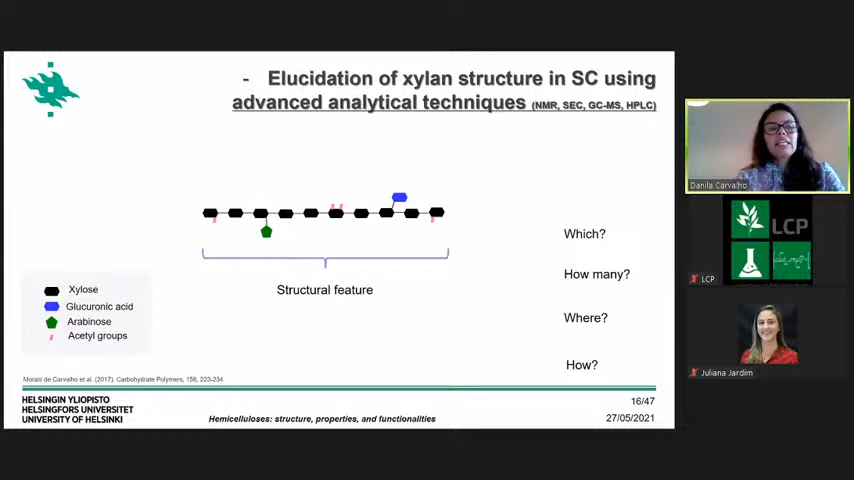 - Elucidation of xylan structure in SC using
advanced analytical techniques (NMR, SEC, GC-MS, HPLC)
Which?
How many?
Where?
How?
Structural feature
Xylose
Glucuronic acid
Arabinose
Acetyl groups
Morais de Carvalho et al. (2017). Carbohydrate Polymers, 156, 223-234.
HELSINGIN YLIOPISTO
HELSINGFORS UNIVERSITET
UNIVERSITY OF HELSINKI
Hemicelluloses: structure, properties, and functionalities
16/47
27/05/2021
Danila Carvalho
LCP
LCP
Juliana Jardim